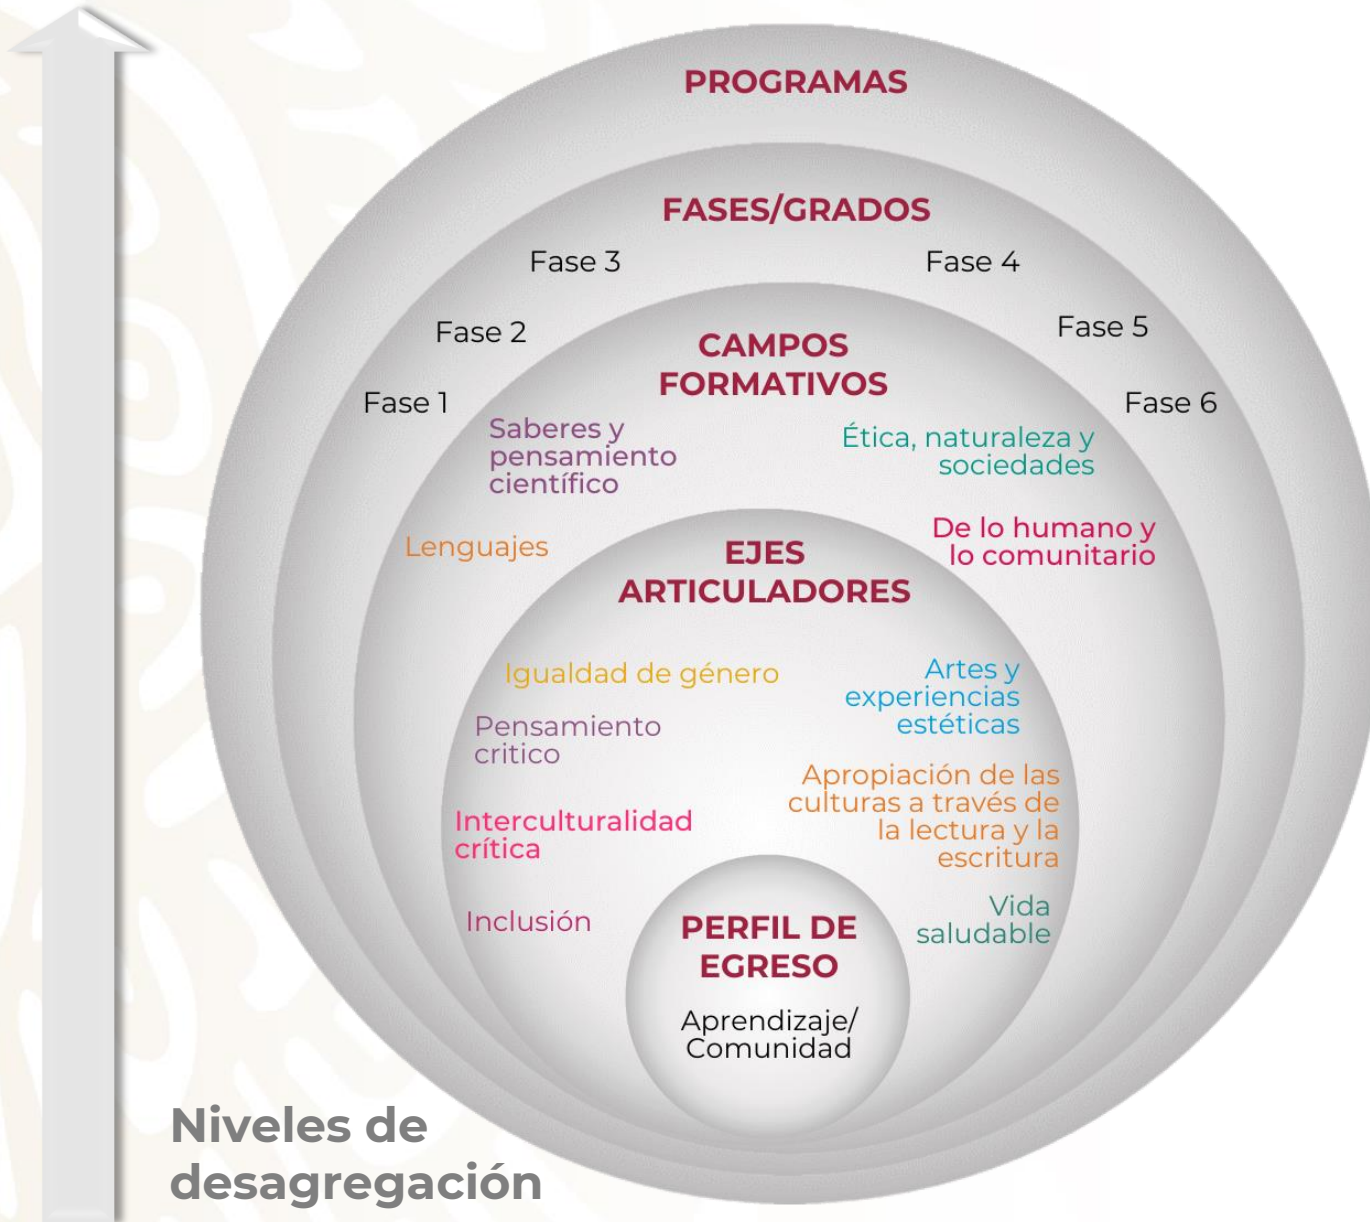 PROGRAMAS
FASES/GRADOS
Fase 3
Fase 4
Fase 2
Fase 5
Fase 1
Fase 6
CAMPOS
FORMATIVOS
Saberes y
pensamiento
científico
Ética, naturaleza y
sociedades
Lenguajes
De lo humano y
lo comunitario
EJES
ARTICULADORES
Igualdad de género
Pensamiento
critico
Interculturalidad
crítica
Inclusión
Artes y
experiencias
estéticas
Apropiación de las
culturas a través de
la lectura y la
escritura
Vida
saludable
PERFIL DE
EGRESO
Aprendizaje/
Comunidad
Niveles de
desagregación